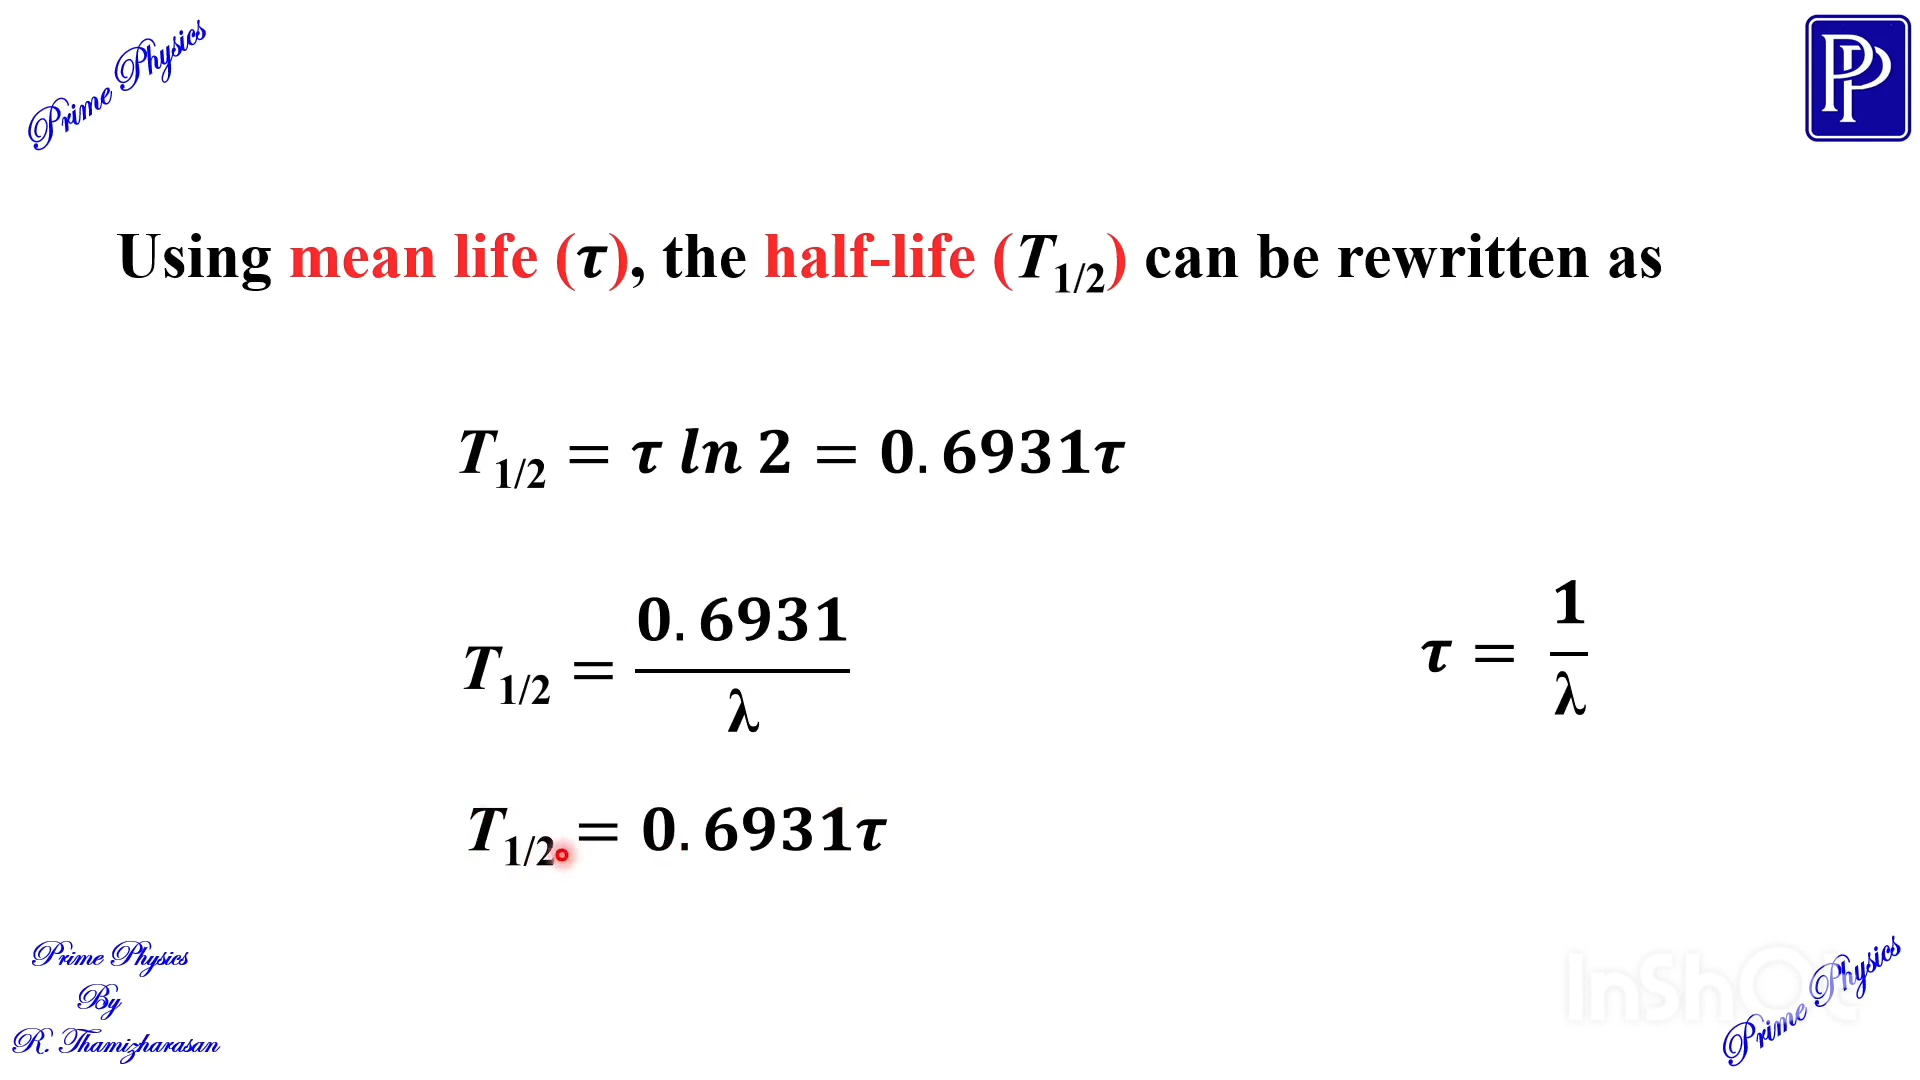 Prime Physics
PP
Using mean life (τ), the half-life (T1/2) can be rewritten as
T1/2 = τ ln 2 = 0.6931τ
T1/2 = 0.6931/λ
τ = 1/λ
T1/2 = 0.6931τ
Prime Physics
By
R. Thamizharasan
InShOt
Prime Physics